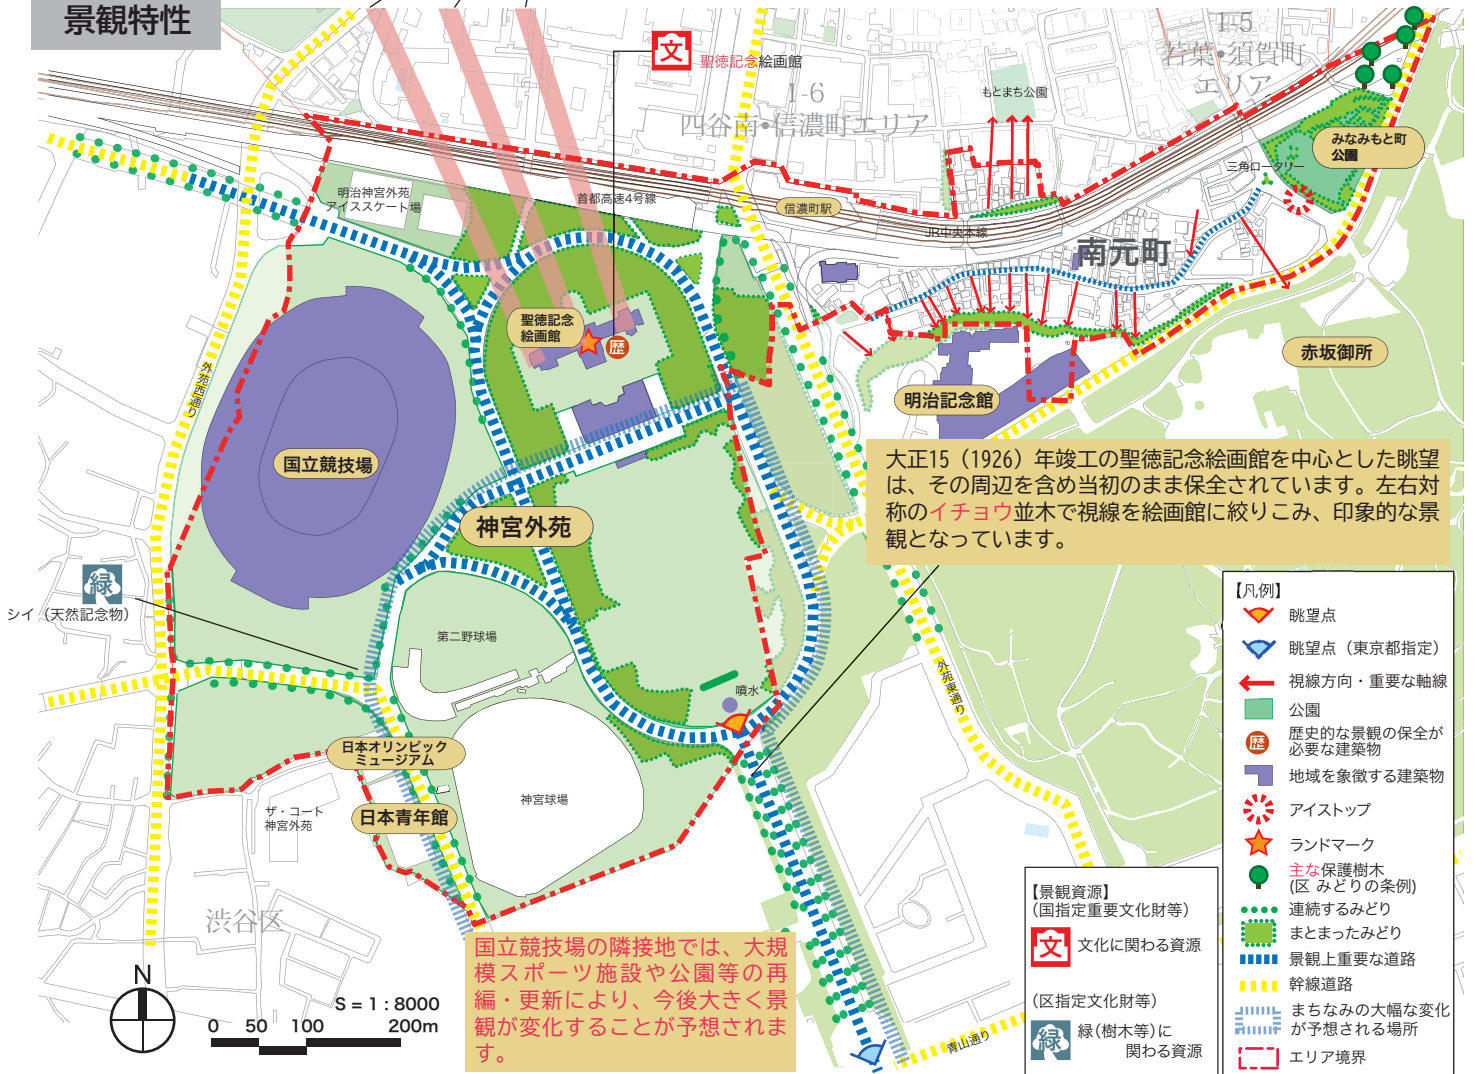 景観特性
文
聖徳記念絵画館
1-5
若葉・須賀町
エリア
1-6
四谷南・信濃町エリア
もとまち公園
みなみもと町
公園
三角ロータリー
明治神宮外苑
アイススケート場
首都高速4号線
信濃町駅
JR中央本線
南元町
聖徳記念
絵画館
歴
赤坂御所
外苑西通り
明治記念館
国立競技場
大正15（1926）年竣工の聖徳記念絵画館を中心とした眺望
は、その周辺を含め当初のまま保全されています。左右対
称のイチョウ並木で視線を絵画館に絞りこみ、印象的な景
観となっています。
神宮外苑
緑
シイ（天然記念物）
第二野球場
噴水
外苑東通り
日本オリンピック
ミュージアム
神宮球場
ザ・コート
神宮外苑
日本青年館
渋谷区
国立競技場の隣接地では、大規
模スポーツ施設や公園等の再
編・更新により、今後大きく景
観が変化することが予想されま
す。
青山通り
N
S = 1 : 8000
0 50 100 200m
【景観資源】
（国指定重要文化財等）
文 文化に関わる資源
（区指定文化財等）
緑 緑(樹木等)に
関わる資源
【凡例】
眺望点
眺望点（東京都指定）
視線方向・重要な軸線
公園
歴 歴史的な景観の保全が
必要な建築物
地域を象徴する建築物
アイストップ
ランドマーク
主な保護樹木
(区 みどりの条例)
連続するみどり
まとまったみどり
景観上重要な道路
幹線道路
まちなみの大幅な変化
が予想される場所
エリア境界